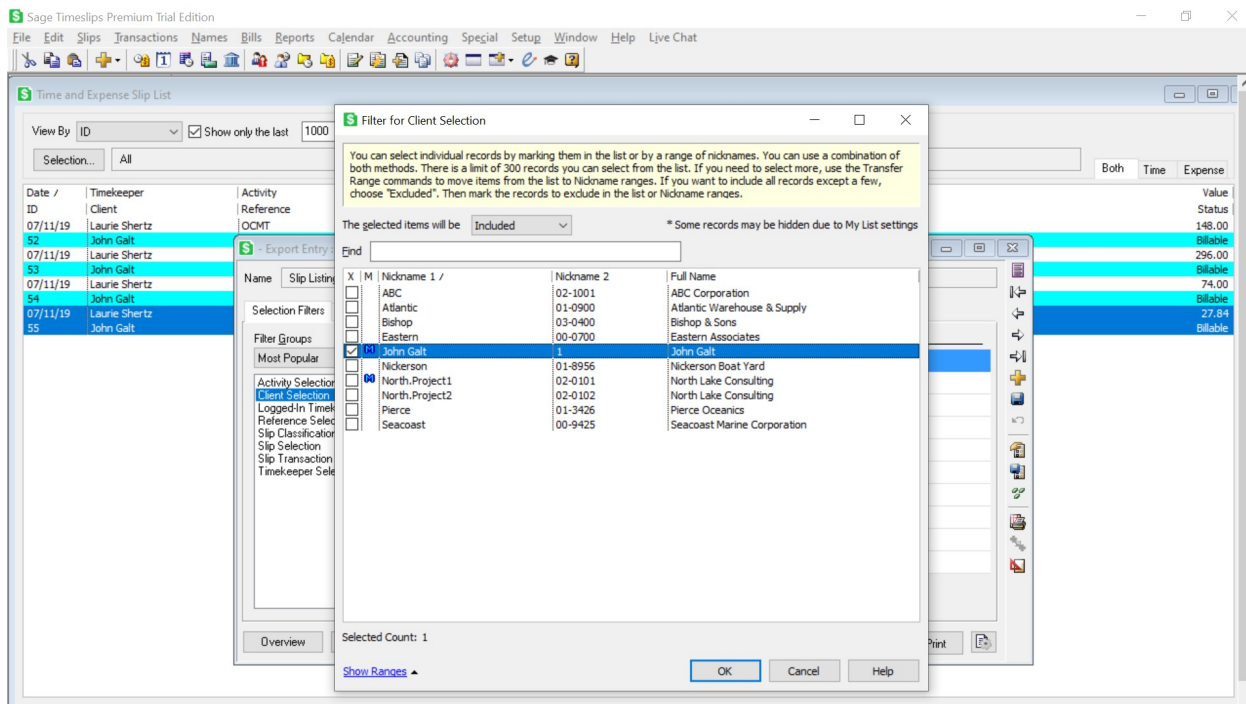 Sage Timeslips Premium Trial Edition
File Edit Slips Transactions Names Bills Reports Calendar Accounting Special Setup Window Help Live Chat
Time and Expense Slip List
View By ID Show only the last 1000
Selection... All
Both Time Expense
Date / Timekeeper Activity Value
ID Client Reference Status
07/11/19 Laurie Shertz OCMT 148.00
52 John Galt Billable
07/11/19 Laurie Shertz 296.00
53 John Galt Billable
07/11/19 Laurie Shertz 74.00
54 John Galt Billable
07/11/19 Laurie Shertz 27.84
55 John Galt Billable
- Export Entry :
Name Slip Listing
Selection Filters
Filter Groups
Most Popular
Activity Selection
Client Selection
Logged-In Timek
Reference Selec
Slip Classification
Slip Selection
Slip Transaction
Timekeeper Sele
Overview
Print
Filter for Client Selection
You can select individual records by marking them in the list or by a range of nicknames. You can use a combination of
both methods. There is a limit of 300 records you can select from the list. If you need to select more, use the Transfer
Range commands to move items from the list to Nickname ranges. If you want to include all records except a few,
choose "Excluded". Then mark the records to exclude in the list or Nickname ranges.
The selected items will be Included * Some records may be hidden due to My List settings
Find
X M Nickname 1 / Nickname 2 Full Name
ABC 02-1001 ABC Corporation
Atlantic 01-0900 Atlantic Warehouse & Supply
Bishop 03-0400 Bishop & Sons
Eastern 00-0700 Eastern Associates
M John Galt 1 John Galt
Nickerson 01-8956 Nickerson Boat Yard
M North.Project1 02-0101 North Lake Consulting
North.Project2 02-0102 North Lake Consulting
Pierce 01-3426 Pierce Oceanics
Seacoast 00-9425 Seacoast Marine Corporation
Selected Count: 1
Show Ranges
OK Cancel Help